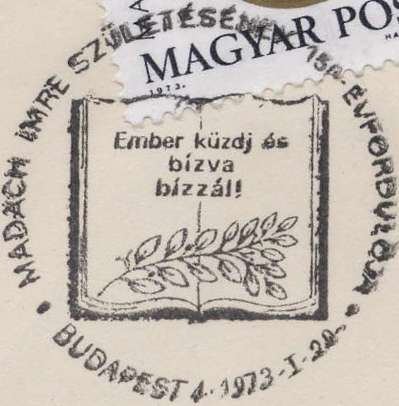 MAGYAR POS
1973.
MADÁCH IMRE SZÜLETÉSÉNEK 150. ÉVFORDULÓJA
Ember küzdj és
bízva
bízzál!
BUDAPEST 4 · 1973 - I - 20.